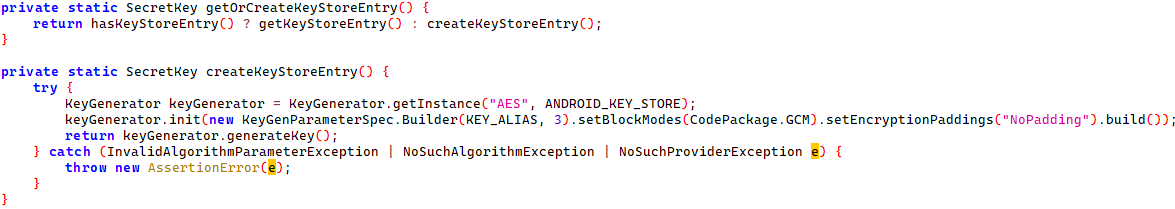 private static SecretKey getOrCreateKeyStoreEntry() {
    return hasKeyStoreEntry() ? getKeyStoreEntry() : createKeyStoreEntry();
}

private static SecretKey createKeyStoreEntry() {
    try {
        KeyGenerator keyGenerator = KeyGenerator.getInstance("AES", ANDROID_KEY_STORE);
        keyGenerator.init(new KeyGenParameterSpec.Builder(KEY_ALIAS, 3).setBlockModes(CodePackage.GCM).setEncryptionPaddings("NoPadding").build());
        return keyGenerator.generateKey();
    } catch (InvalidAlgorithmParameterException | NoSuchAlgorithmException | NoSuchProviderException e) {
        throw new AssertionError(e);
    }
}